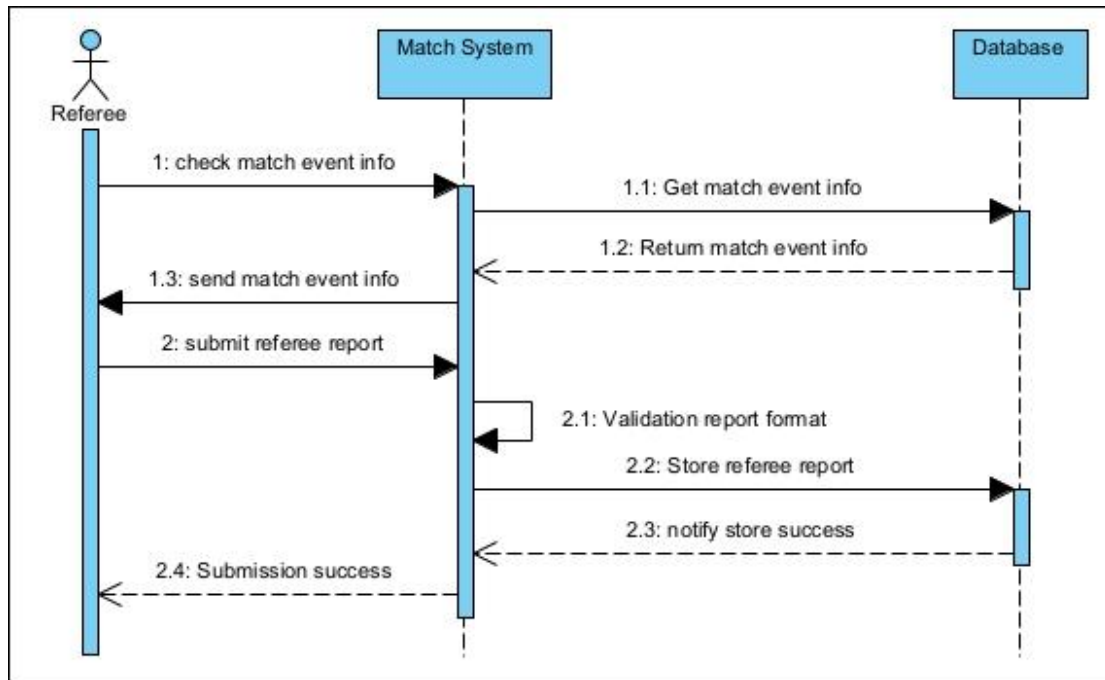 Match System
Database
Referee
1: check match event info
1.1: Get match event info
1.2: Return match event info
1.3: send match event info
2: submit referee report
2.1: Validation report format
2.2: Store referee report
2.3: notify store success
2.4: Submission success